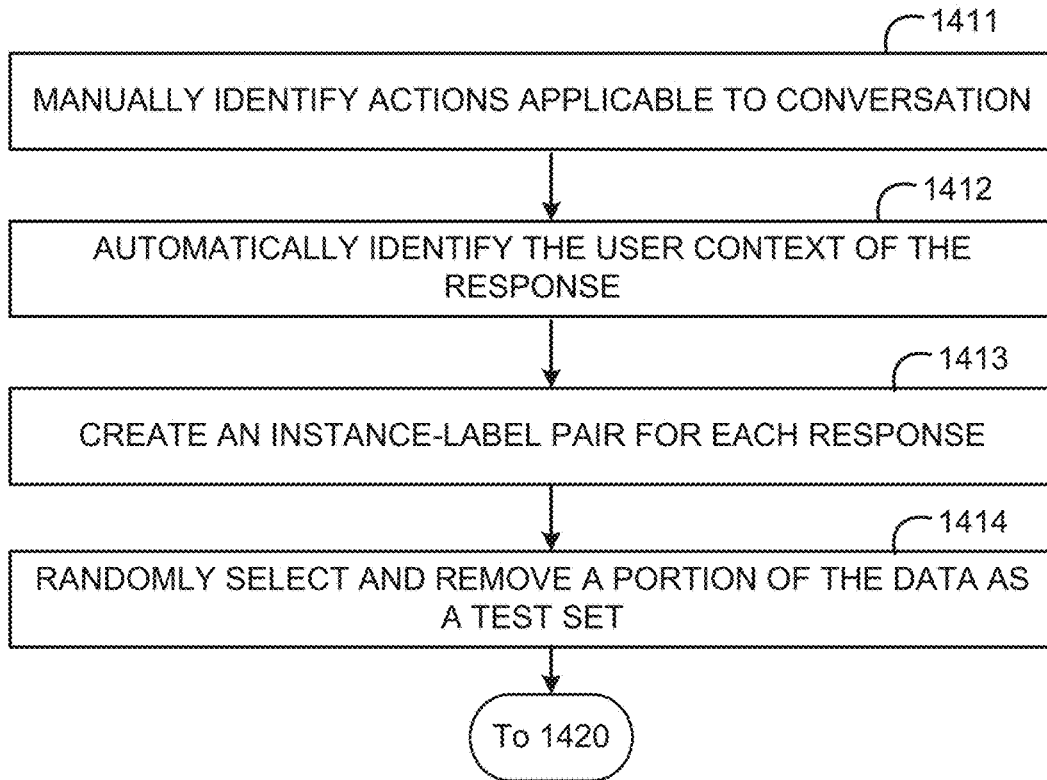 1411
MANUALLY IDENTIFY ACTIONS APPLICABLE TO CONVERSATION
1412
AUTOMATICALLY IDENTIFY THE USER CONTEXT OF THE
RESPONSE
1413
CREATE AN INSTANCE-LABEL PAIR FOR EACH RESPONSE
1414
RANDOMLY SELECT AND REMOVE A PORTION OF THE DATA AS
A TEST SET
To 1420